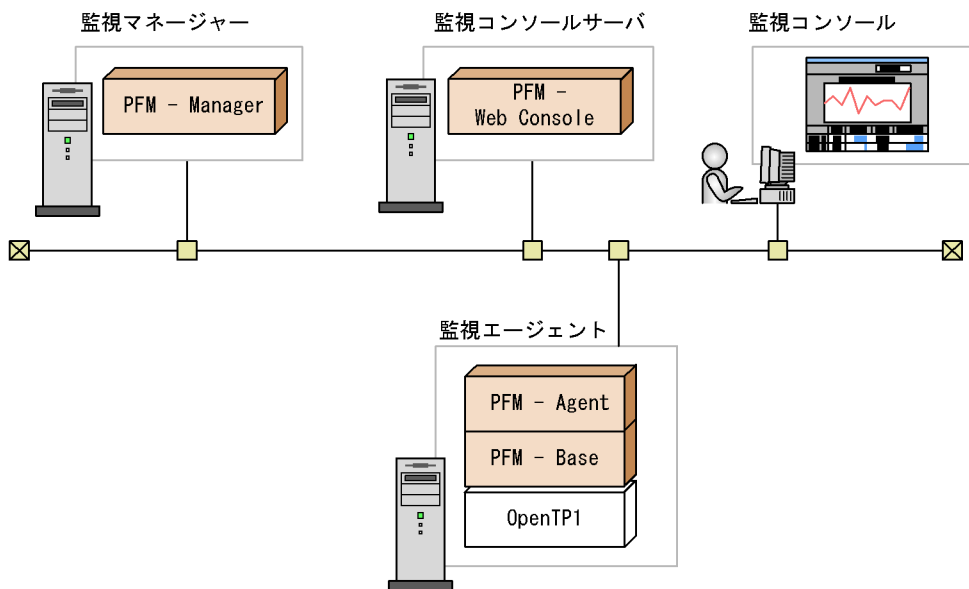 監視マネージャー
監視コンソールサーバ
監視コンソール
PFM - Manager
PFM -
Web Console
監視エージェント
PFM - Agent
PFM - Base
OpenTP1